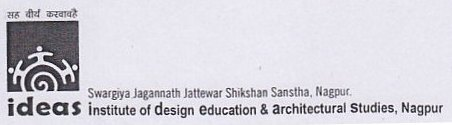 सह वीर्यं करवावहै
Swargiya Jagannath Jattewar Shikshan Sanstha, Nagpur.
ideas institute of design education & architectural studies, Nagpur